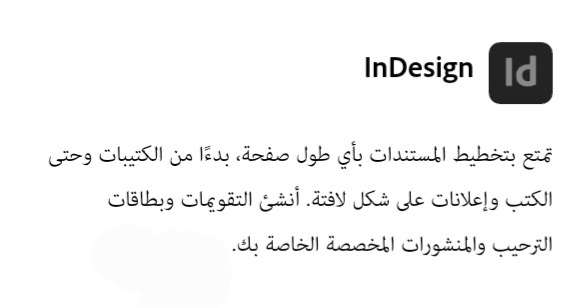 Id
InDesign
تمتع بتخطيط المستندات بأي طول صفحة، بدءًا من الكتيبات وحتى
الكتب وإعلانات على شكل لافتة. أنشئ التقويمات وبطاقات
الترحيب والمنشورات المخصصة الخاصة بك.